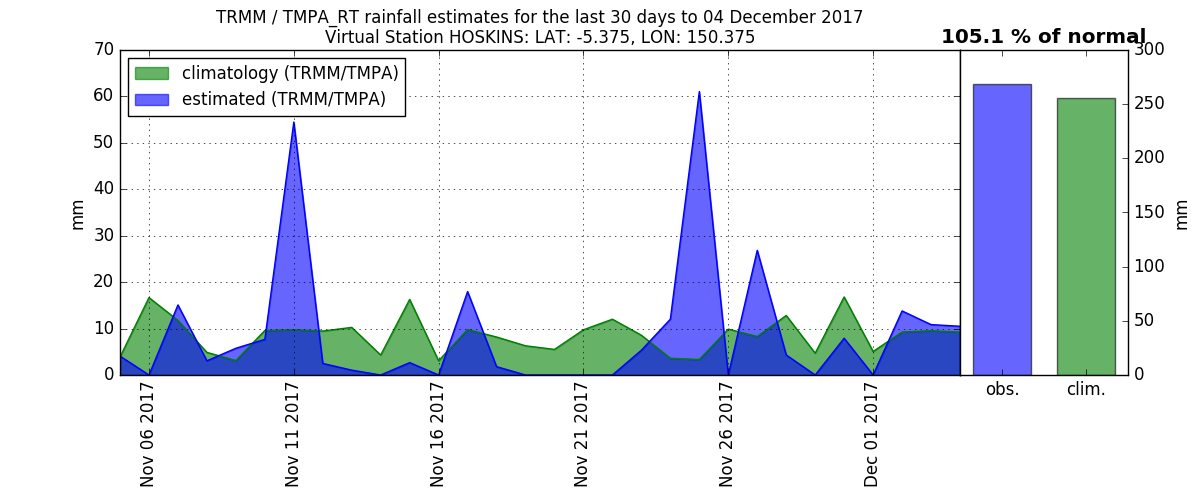 TRMM / TMPA_RT rainfall estimates for the last 30 days to 04 December 2017
Virtual Station HOSKINS: LAT: -5.375, LON: 150.375
105.1 % of normal
climatology (TRMM/TMPA)
estimated (TRMM/TMPA)
70
60
50
40
30
20
10
0
mm
Nov 06 2017
Nov 11 2017
Nov 16 2017
Nov 21 2017
Nov 26 2017
Dec 01 2017
300
250
200
150
100
50
0
mm
obs.
clim.